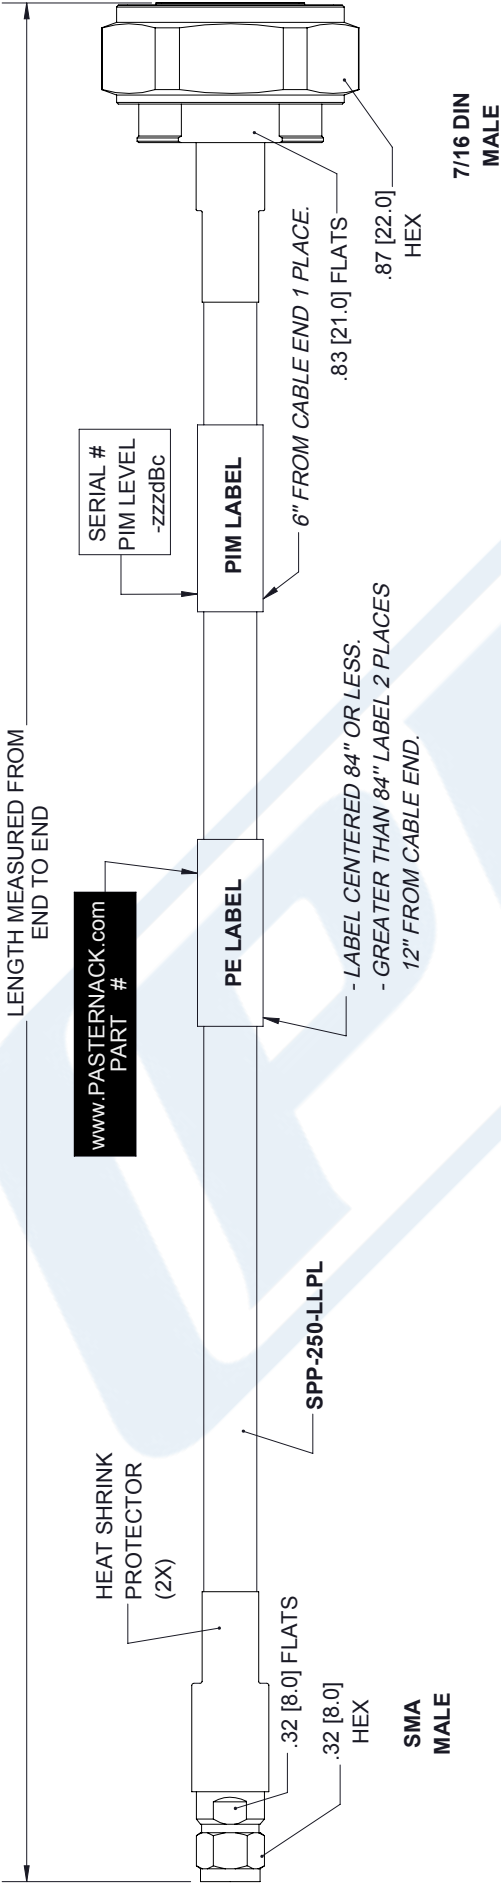 LENGTH MEASURED FROM
END TO END
www.PASTERNACK.com
PART #
SERIAL #
PIM LEVEL
-zzzdBc
HEAT SHRINK
PROTECTOR
(2X)
PE LABEL
PIM LABEL
.32 [8.0] FLATS
.32 [8.0]
HEX
SMA
MALE
SPP-250-LLPL
- LABEL CENTERED 84" OR LESS.
- GREATER THAN 84" LABEL 2 PLACES
12" FROM CABLE END.
6" FROM CABLE END 1 PLACE.
.83 [21.0] FLATS
.87 [22.0]
HEX
7/16 DIN
MALE